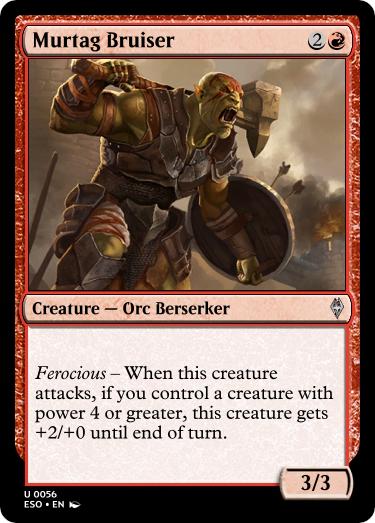 Murtag Bruiser 2
Creature — Orc Berserker
Ferocious – When this creature
attacks, if you control a creature with
power 4 or greater, this creature gets
+2/+0 until end of turn.
3/3
U 0056
ESO • EN